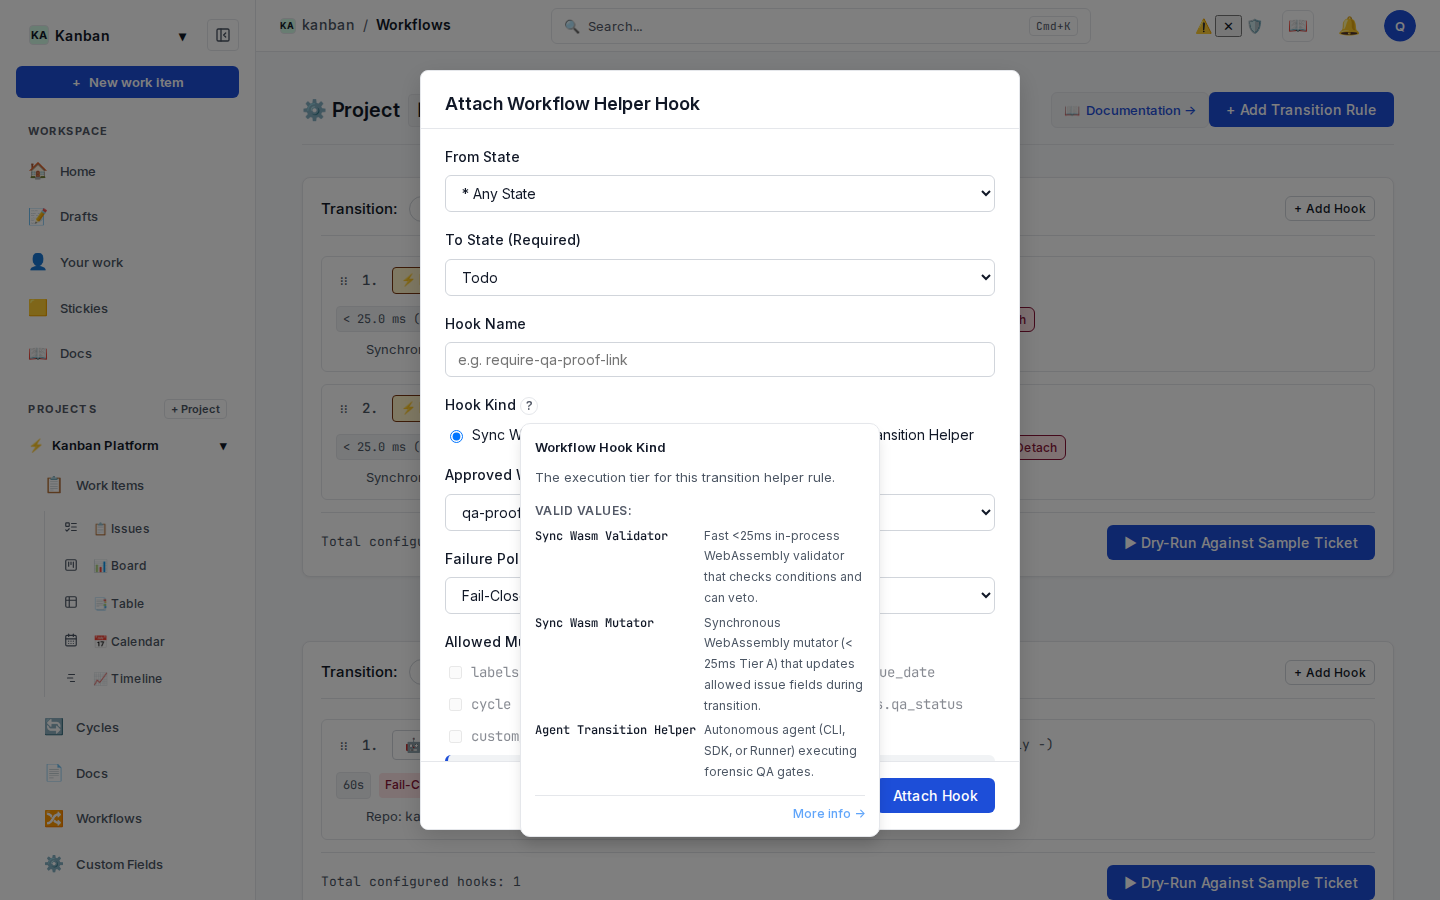 KA Kanban ▾
+ New work item
WORKSPACE
Home
Drafts
Your work
Stickies
Docs
PROJECTS
+ Project
Kanban Platform ▾
Work Items
Issues
Board
Table
Calendar
Timeline
Cycles
Docs
Workflows
Custom Fields
KA kanban / Workflows
Search...
Cmd+K
✕
Q
Project
Documentation →
+ Add Transition Rule
Transition:
+ Add Hook
1.
< 25.0 ms (
Synchron
2.
< 25.0 ms (
Detach
Synchron
Total configu
▶ Dry-Run Against Sample Ticket
Transition:
+ Add Hook
1.
-)
60s
Fail-C
Repo: ka
Total configured hooks: 1
▶ Dry-Run Against Sample Ticket
Attach Workflow Helper Hook
From State
* Any State
To State (Required)
Todo
Hook Name
e.g. require-qa-proof-link
Hook Kind ?
Sync W
ansition Helper
Approved W
qa-proof
Failure Pol
Fail-Clos
Allowed Mu
labels
ue_date
cycle
s.qa_status
custom
Attach Hook
Workflow Hook Kind
The execution tier for this transition helper rule.
VALID VALUES:
Sync Wasm Validator
Fast <25ms in-process
WebAssembly validator
that checks conditions and
can veto.
Sync Wasm Mutator
Synchronous
WebAssembly mutator (<
25ms Tier A) that updates
allowed issue fields during
transition.
Agent Transition Helper
Autonomous agent (CLI,
SDK, or Runner) executing
forensic QA gates.
More info →